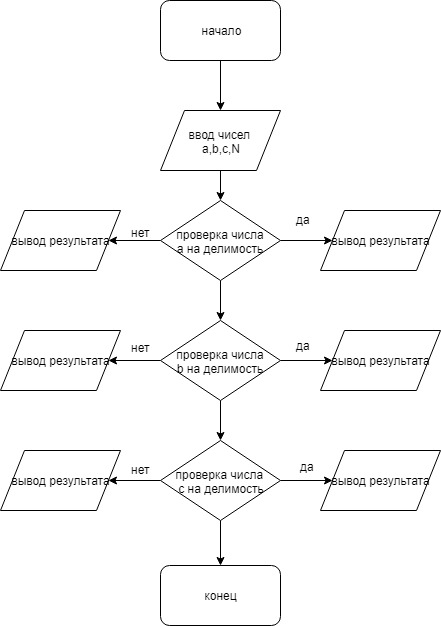 начало
ввод чисел
a,b,c,N
нет
да
вывод результата
проверка числа
а на делимость
вывод результата
нет
да
вывод результата
проверка числа
b на делимость
вывод результата
нет
да
вывод результата
проверка числа
с на делимость
вывод результата
конец